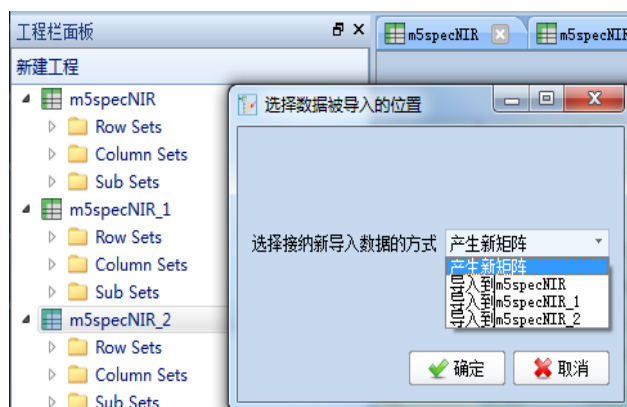 工程栏面板
m5specNIR
m5specNIR
新建工程
m5specNIR
Row Sets
Column Sets
Sub Sets
m5specNIR_1
Row Sets
Column Sets
Sub Sets
m5specNIR_2
Row Sets
Column Sets
Sub Sets
选择数据被导入的位置
选择接纳新导入数据的方式 产生新矩阵
产生新矩阵
导入到m5specNIR
导入到m5specNIR_1
导入到m5specNIR_2
确定 取消